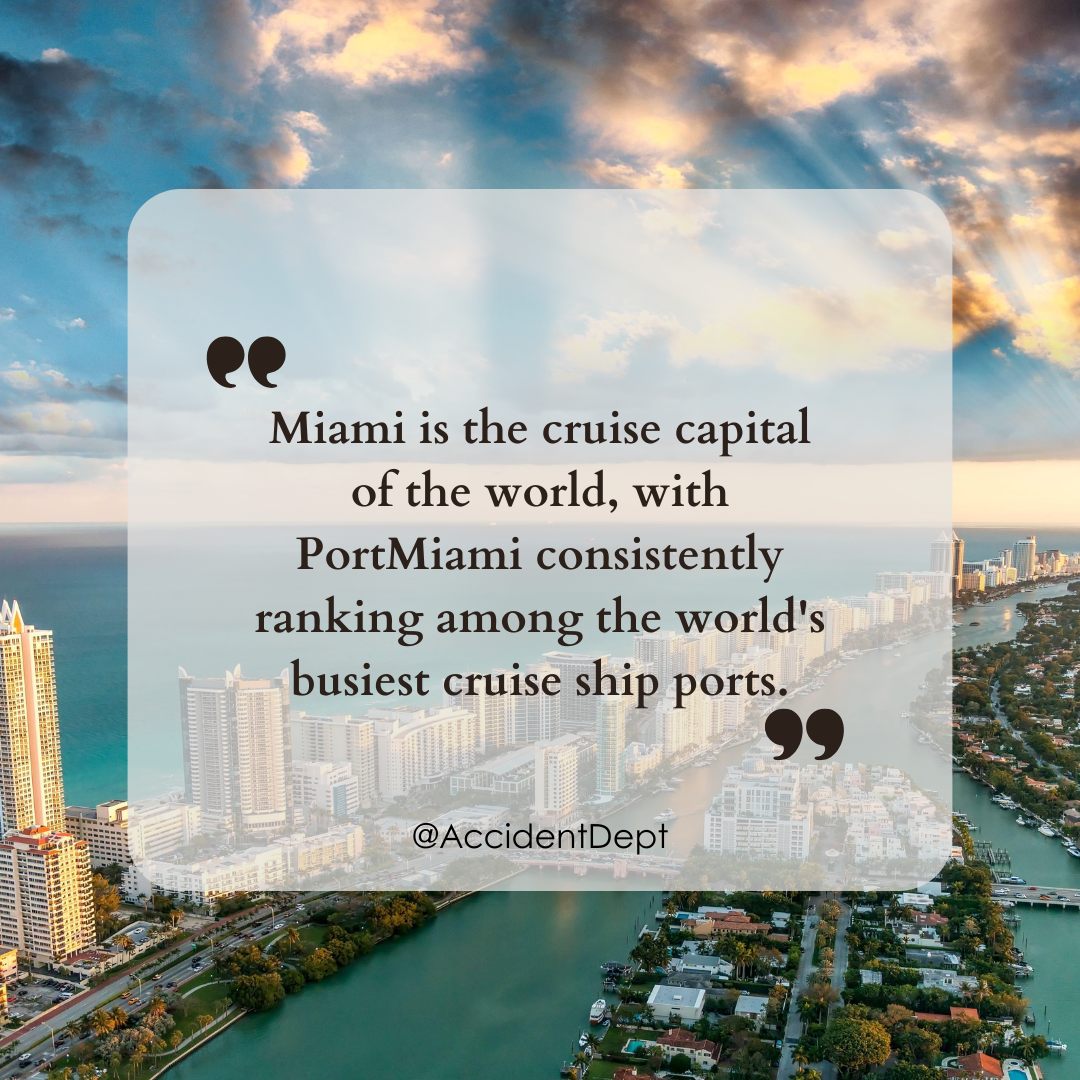 ❟❟
Miami is the cruise capital
of the world, with
PortMiami consistently
ranking among the world's
busiest cruise ship ports.
❟❟
@AccidentDept